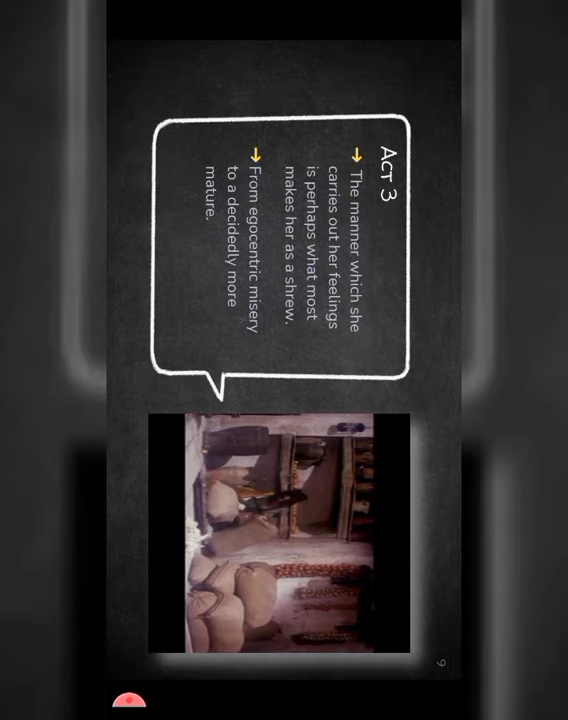 Act 3
➔ The manner which she
carries out her feelings
is perhaps what most
makes her as a shrew.
➔ From egocentric misery
to a decidedly more
mature.
9